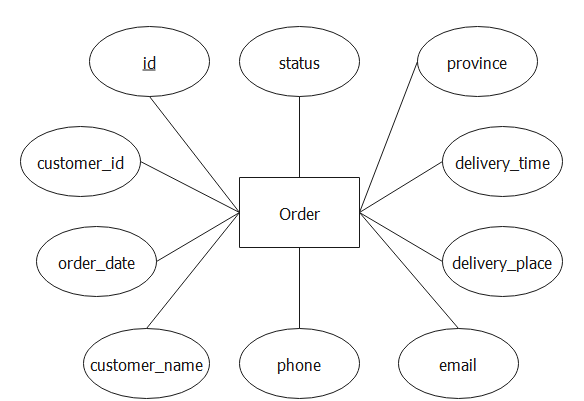 id
status
province
customer_id
delivery_time
Order
order_date
delivery_place
customer_name
phone
email